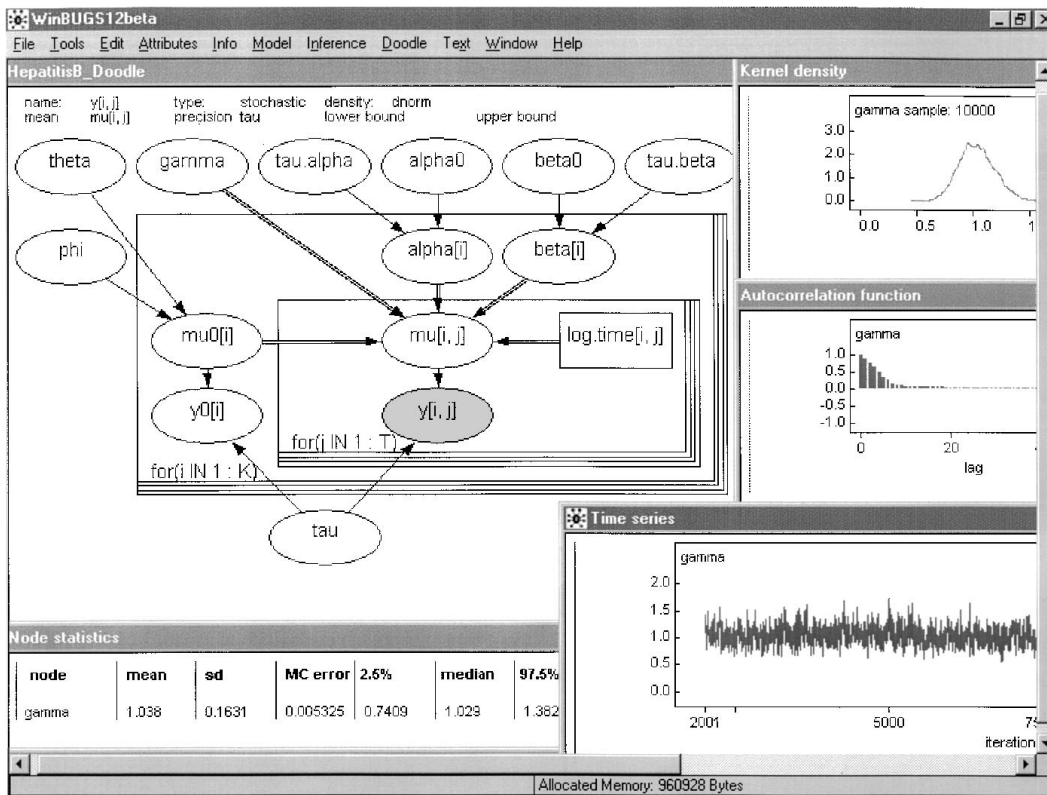 WinBUGS12beta
File Tools Edit Attributes Info Model Inference Doodle Text Window Help
HepatitisB_Doodle
name: y[i, j] type: stochastic density: dnorm
mean mu[i, j] precision tau lower bound upper bound
theta gamma tau.alpha alpha0 beta0 tau.beta
phi alpha[i] beta[i]
mu0[i] mu[i, j] log.time[i, j]
y0[i] y[i, j]
for(j IN 1 : T)
for(i IN 1 : K)
tau
Kernel density
gamma sample: 10000
3.0
2.0
1.0
0.0
0.0 0.5 1.0
Autocorrelation function
gamma
1.0
0.5
0.0
-0.5
-1.0
0 20
lag
Time series
gamma
2.0
1.5
1.0
0.5
0.0
2001 5000
iteration
Node statistics
node mean sd MC error 2.5% median 97.5%
gamma 1.038 0.1631 0.005325 0.7409 1.029 1.382
Allocated Memory: 960928 Bytes